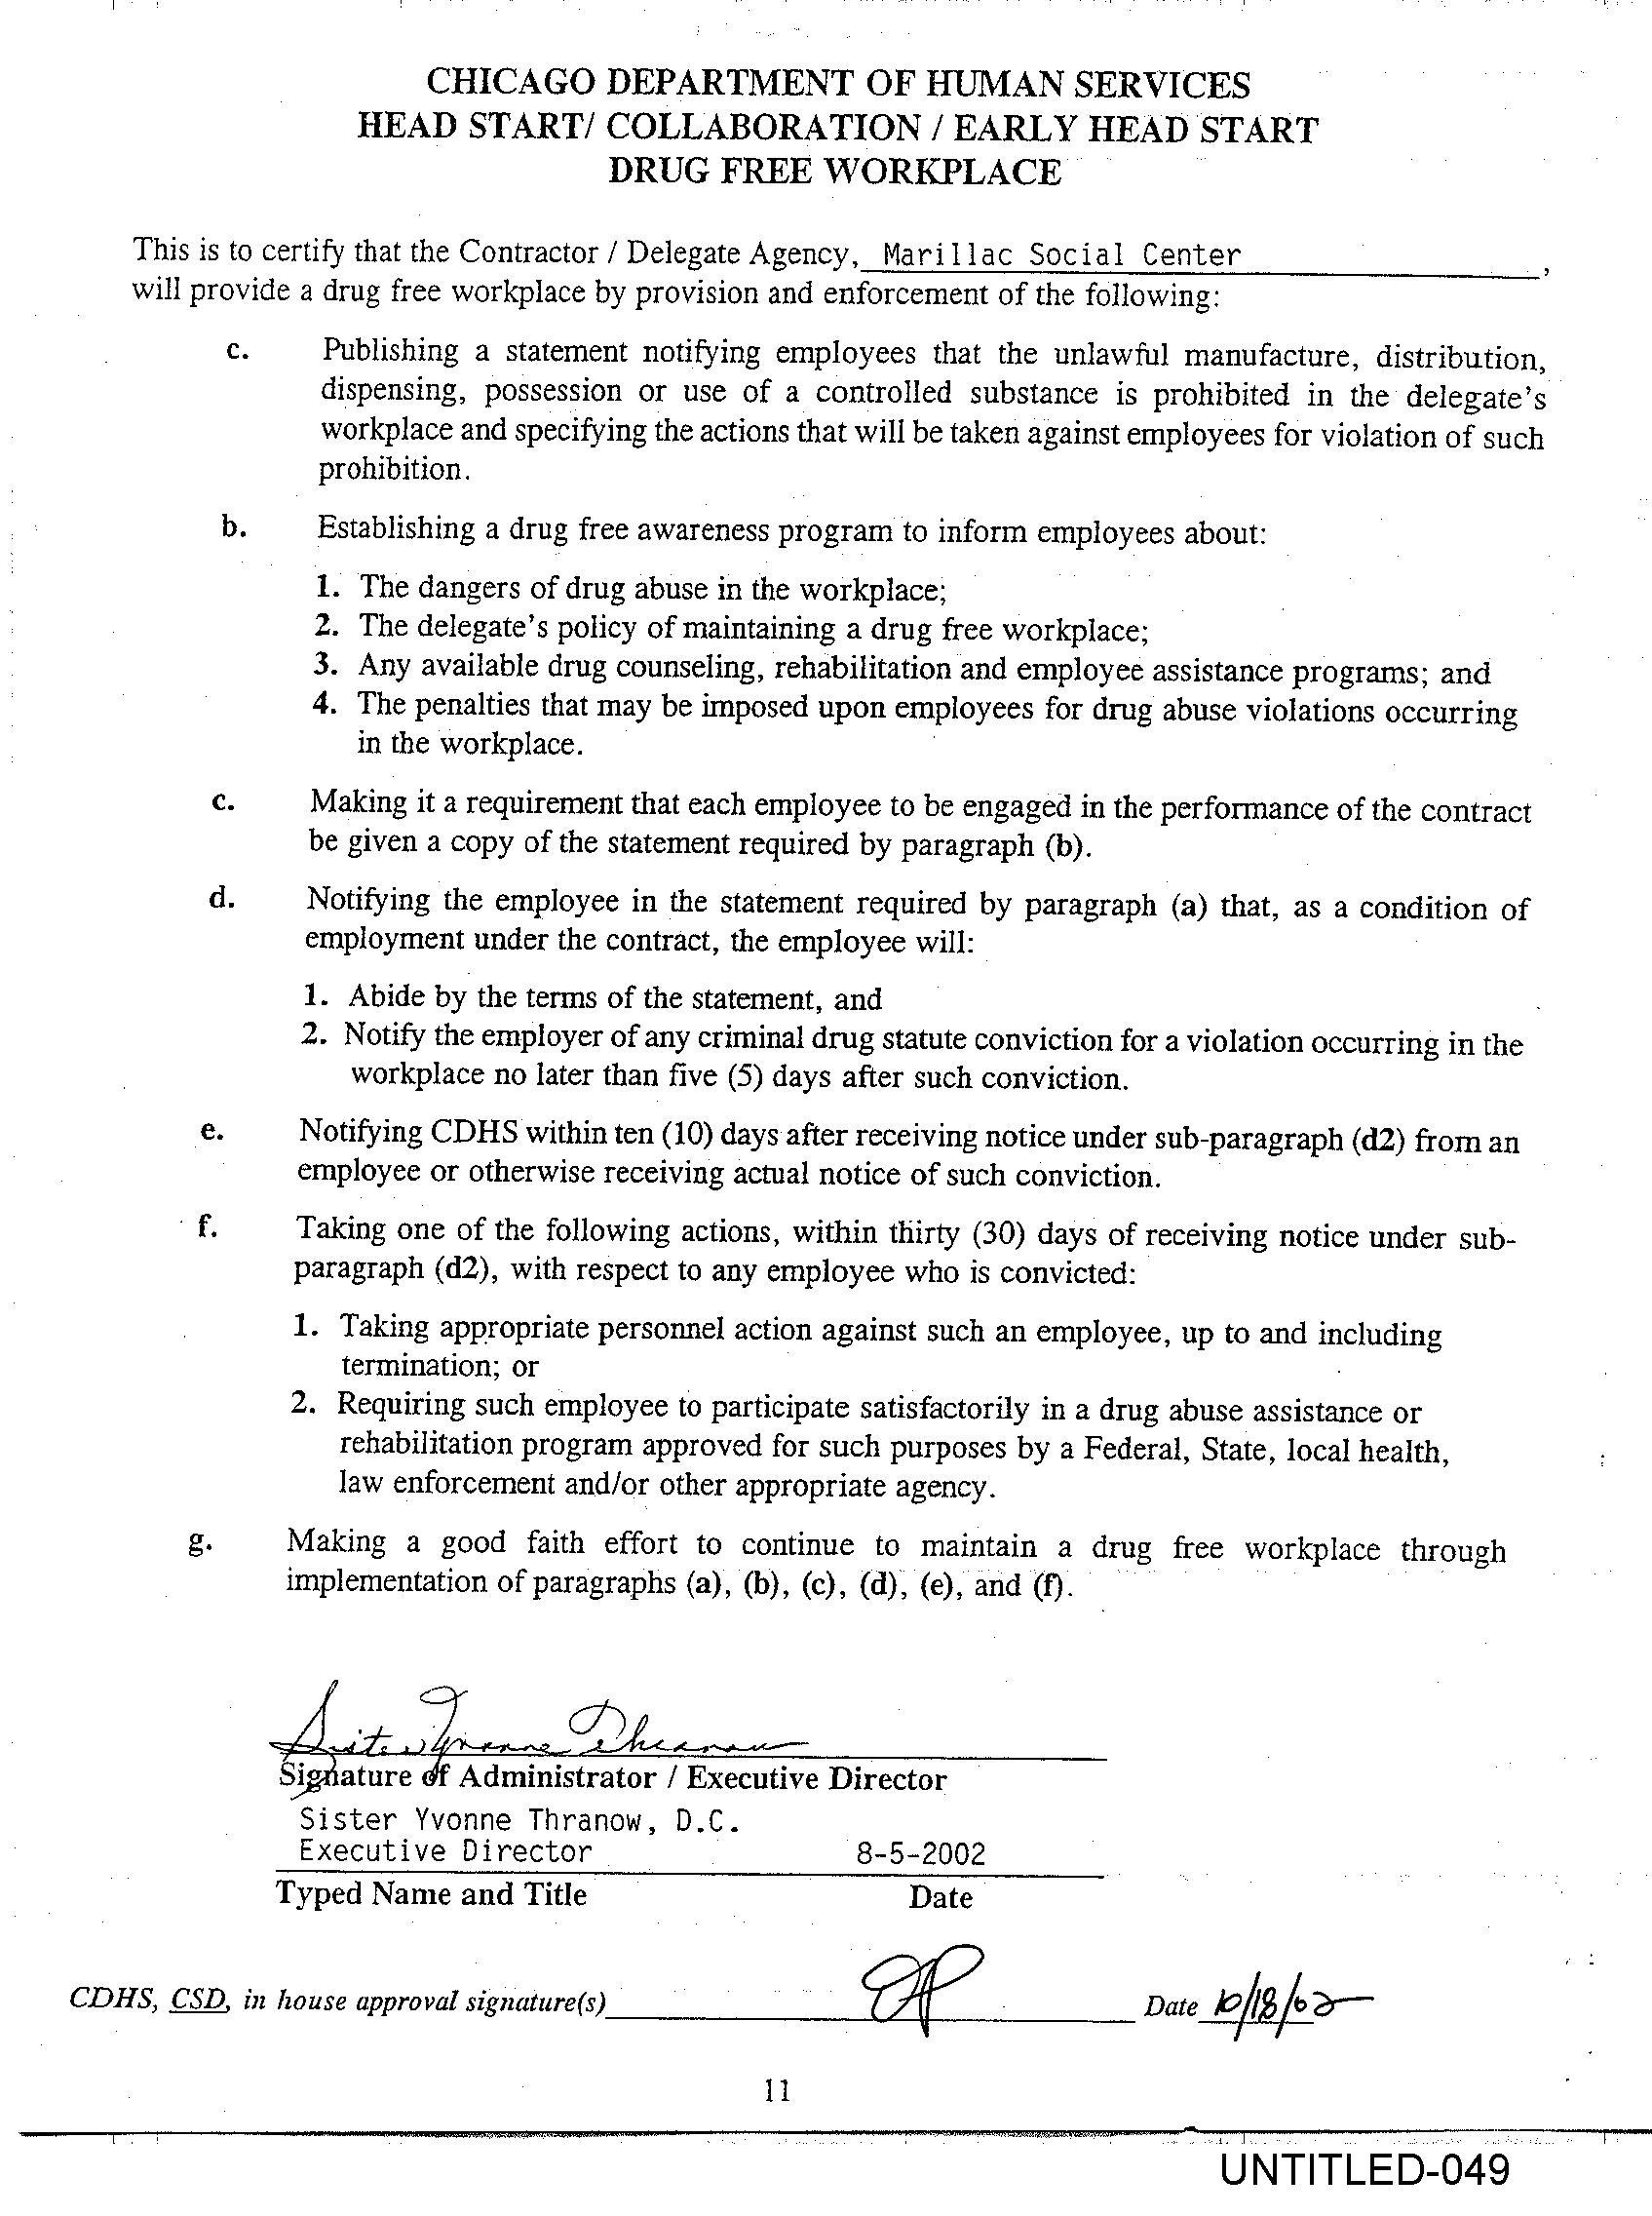 CHICAGO DEPARTMENT OF HUMAN SERVICES
HEAD START/ COLLABORATION / EARLY HEAD START
DRUG FREE WORKPLACE
This is to certify that the Contractor / Delegate Agency, Marillac Social Center ,
will provide a drug free workplace by provision and enforcement of the following:
c. Publishing a statement notifying employees that the unlawful manufacture, distribution,
dispensing, possession or use of a controlled substance is prohibited in the delegate's
workplace and specifying the actions that will be taken against employees for violation of such
prohibition.
b. Establishing a drug free awareness program to inform employees about:
1. The dangers of drug abuse in the workplace;
2. The delegate's policy of maintaining a drug free workplace;
3. Any available drug counseling, rehabilitation and employee assistance programs; and
4. The penalties that may be imposed upon employees for drug abuse violations occurring
in the workplace.
c. Making it a requirement that each employee to be engaged in the performance of the contract
be given a copy of the statement required by paragraph (b).
d. Notifying the employee in the statement required by paragraph (a) that, as a condition of
employment under the contract, the employee will:
1. Abide by the terms of the statement, and
2. Notify the employer of any criminal drug statute conviction for a violation occurring in the
workplace no later than five (5) days after such conviction.
e. Notifying CDHS within ten (10) days after receiving notice under sub-paragraph (d2) from an
employee or otherwise receiving actual notice of such conviction.
f. Taking one of the following actions, within thirty (30) days of receiving notice under sub-
paragraph (d2), with respect to any employee who is convicted:
1. Taking appropriate personnel action against such an employee, up to and including
termination; or
2. Requiring such employee to participate satisfactorily in a drug abuse assistance or
rehabilitation program approved for such purposes by a Federal, State, local health,
law enforcement and/or other appropriate agency.
g. Making a good faith effort to continue to maintain a drug free workplace through
implementation of paragraphs (a), (b), (c), (d), (e), and (f).
Sister Yvonne Thranow
Signature of Administrator / Executive Director
Sister Yvonne Thranow, D.C.
Executive Director 8-5-2002
Typed Name and Title Date
CDHS, CSD, in house approval signature(s) Date 10/18/02
11
UNTITLED-049